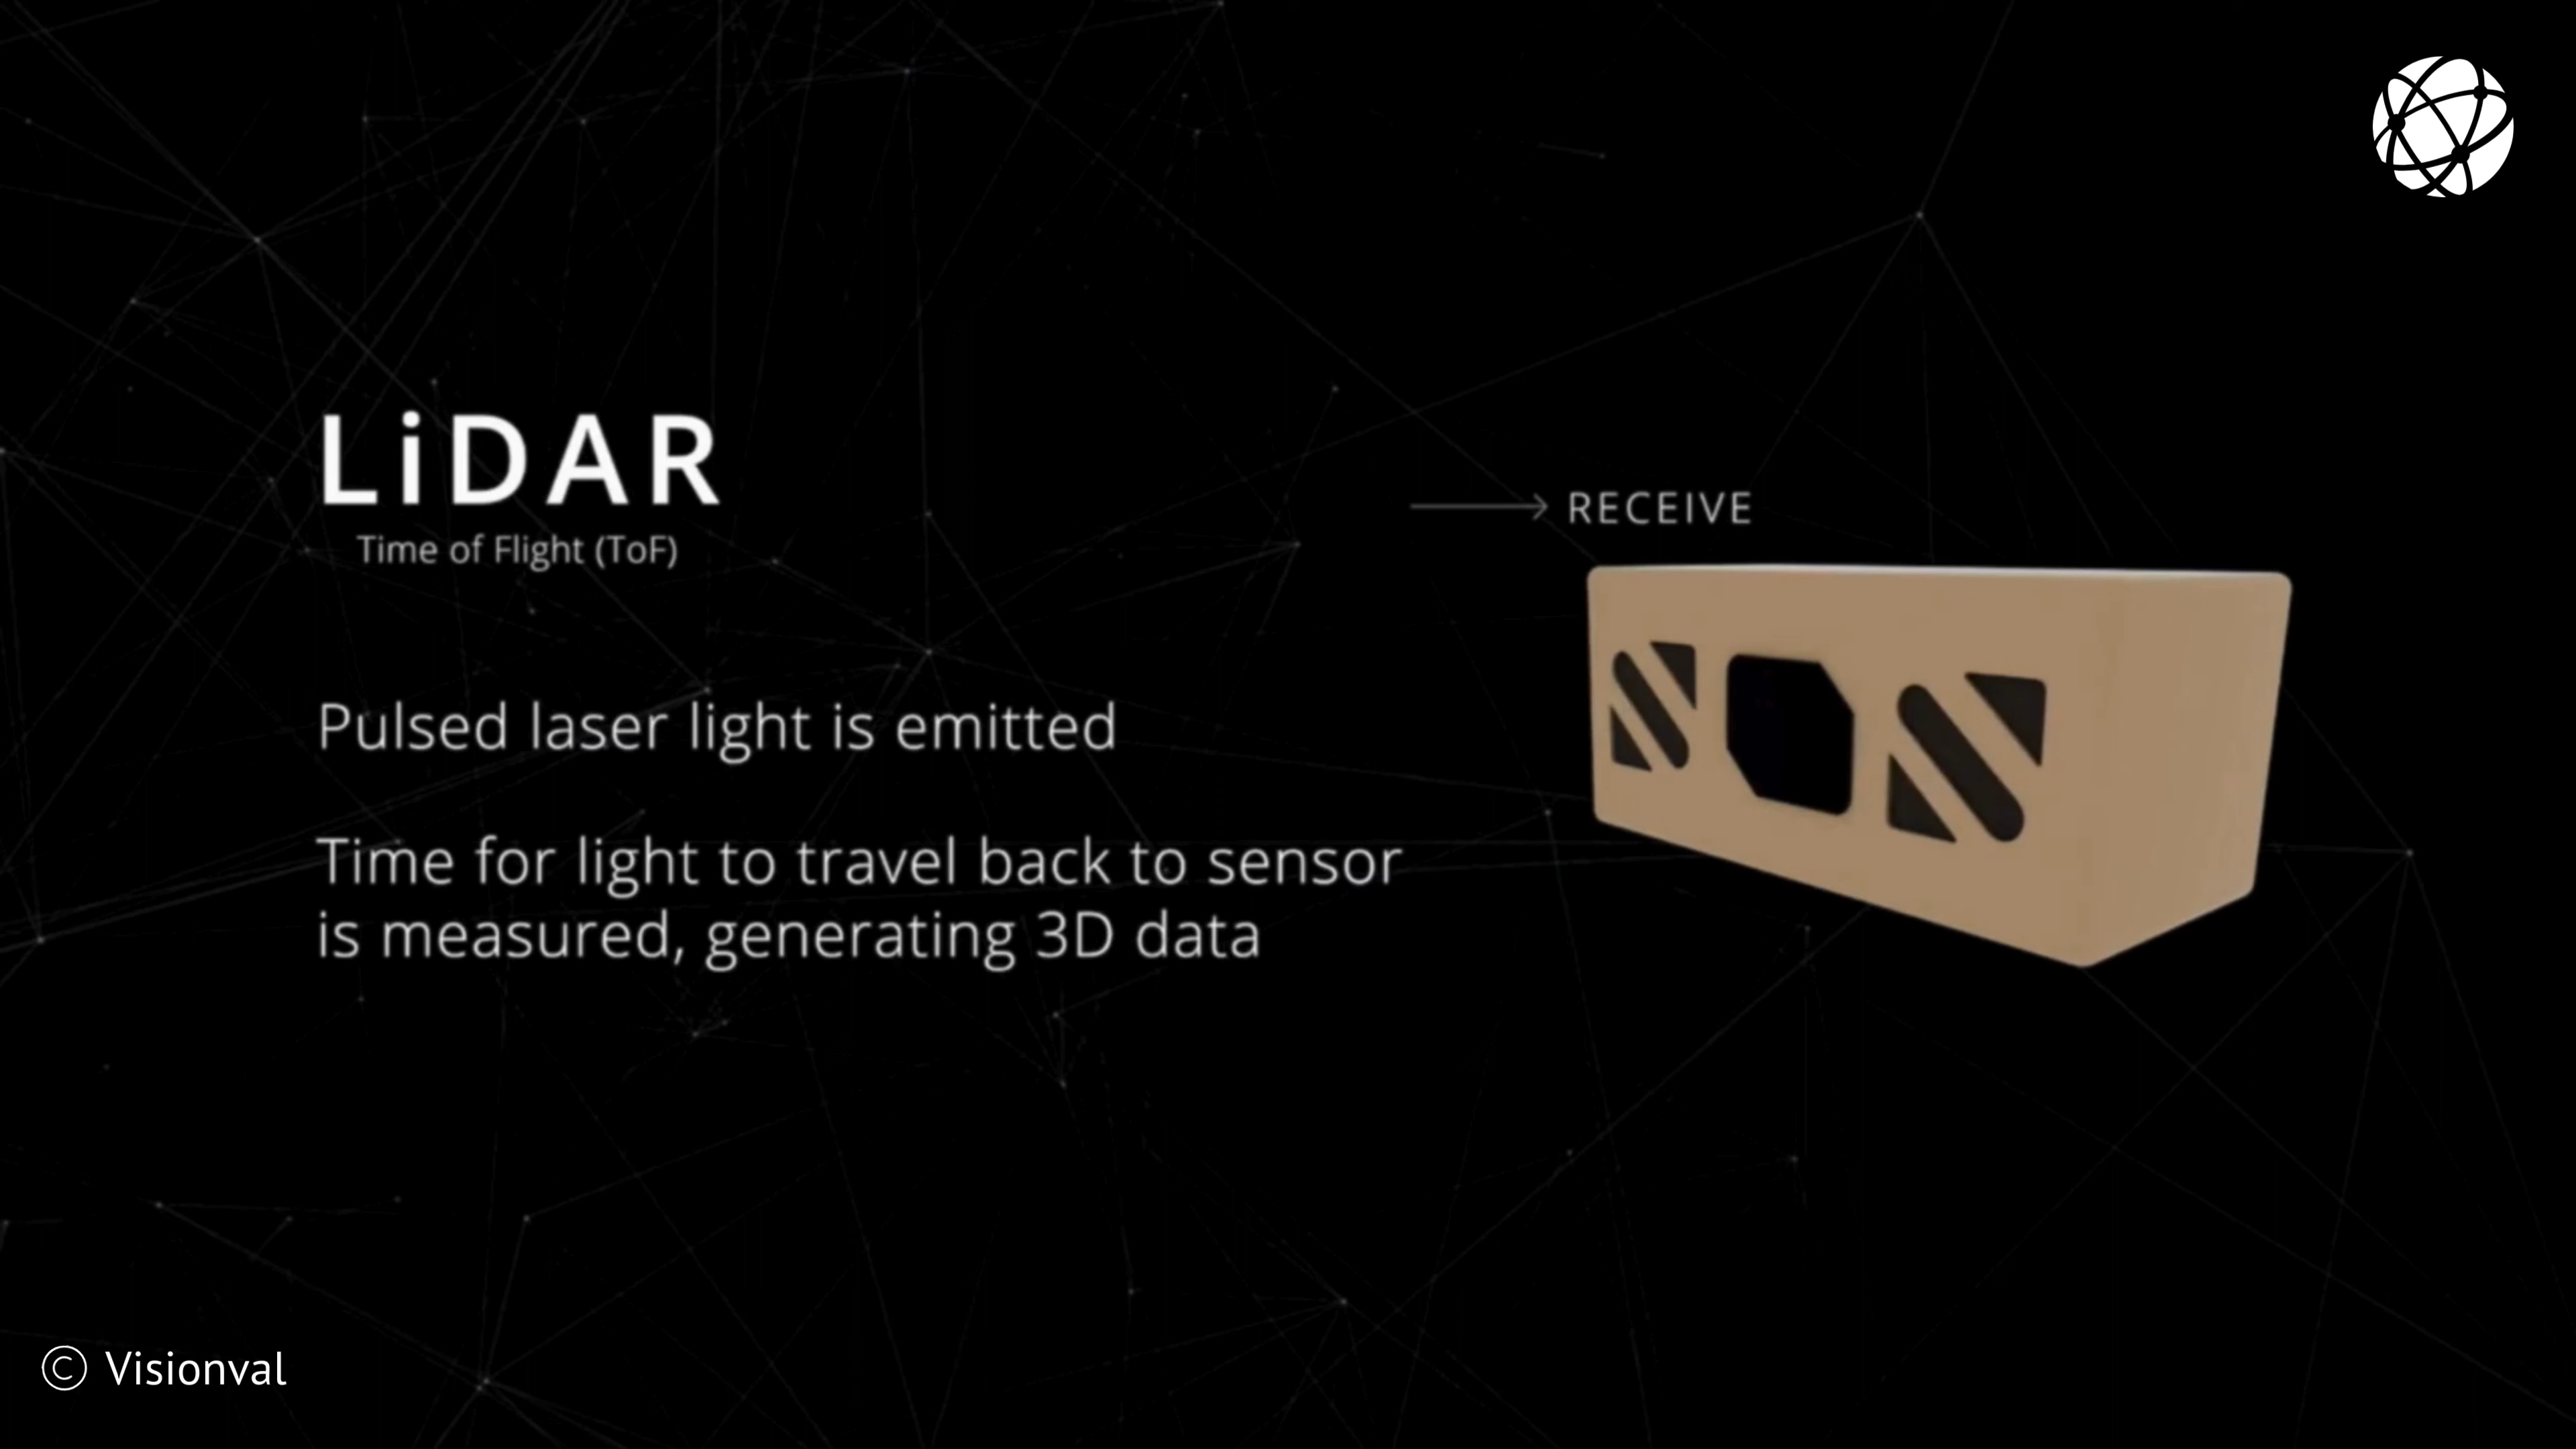 LiDAR
Time of Flight (ToF)
RECEIVE
Pulsed laser light is emitted
Time for light to travel back to sensor
is measured, generating 3D data
© Visionval